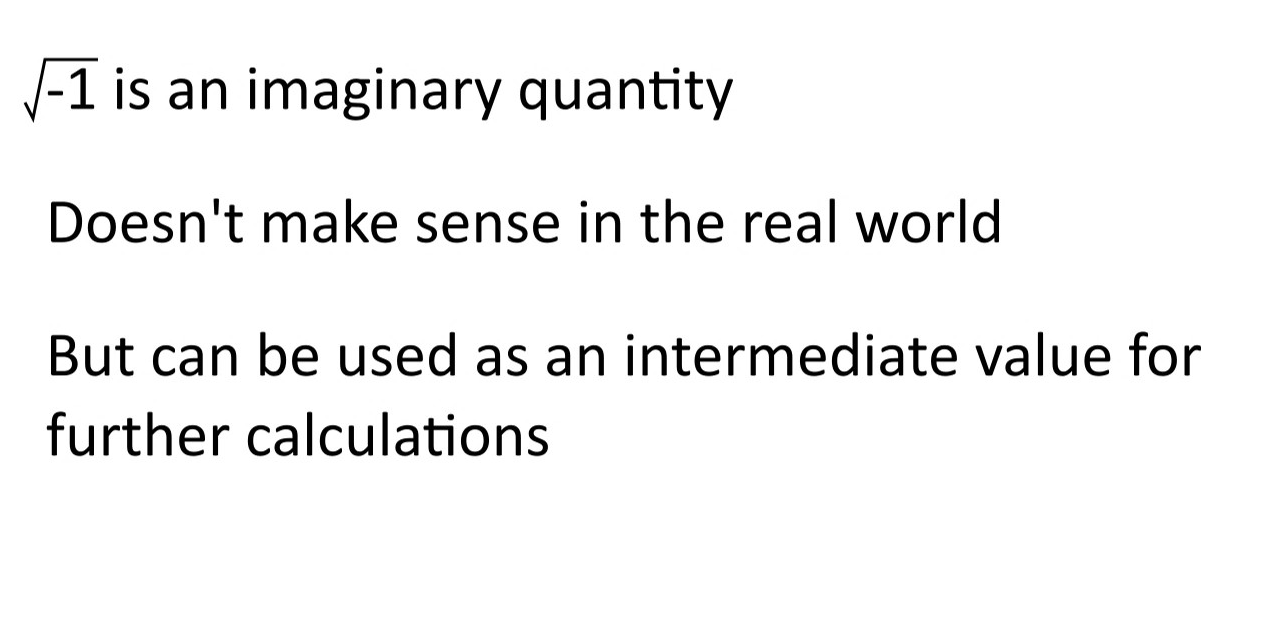 √-1 is an imaginary quantity
Doesn't make sense in the real world
But can be used as an intermediate value for
further calculations